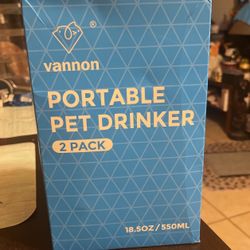 ®
vannon
PORTABLE
PET DRINKER
2 PACK
18.5OZ/550ML